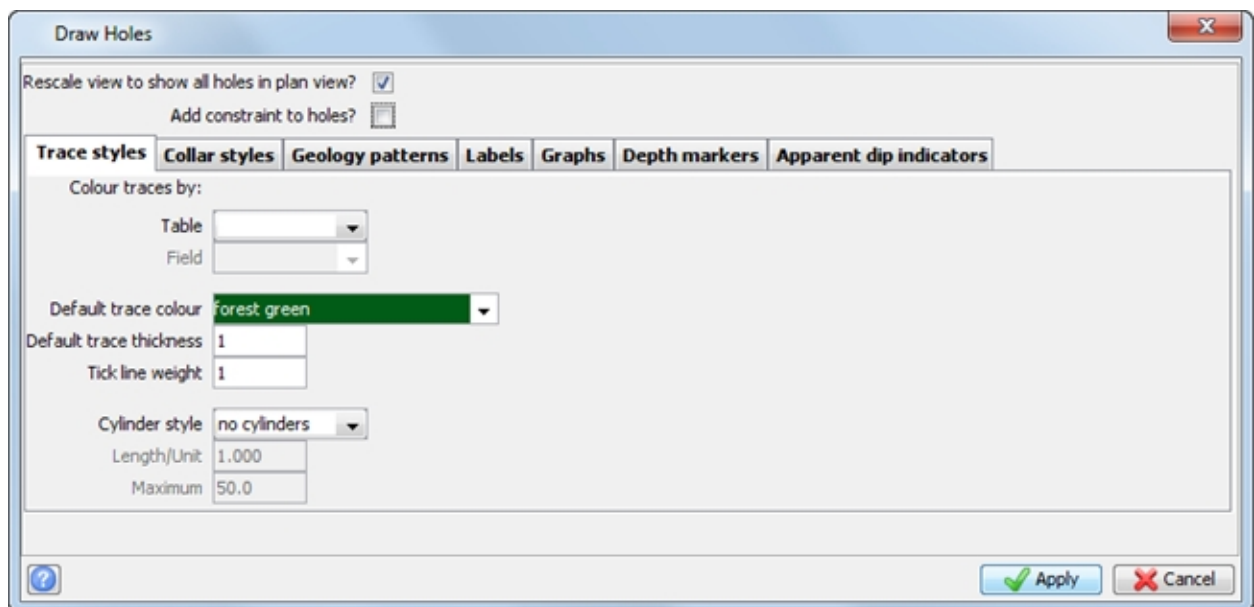 Draw Holes
Rescale view to show all holes in plan view?
Add constraint to holes?
Trace styles Collar styles Geology patterns Labels Graphs Depth markers Apparent dip indicators
Colour traces by:
Table
Field
Default trace colour forest green
Default trace thickness 1
Tick line weight 1
Cylinder style no cylinders
Length/Unit 1.000
Maximum 50.0
? Apply Cancel